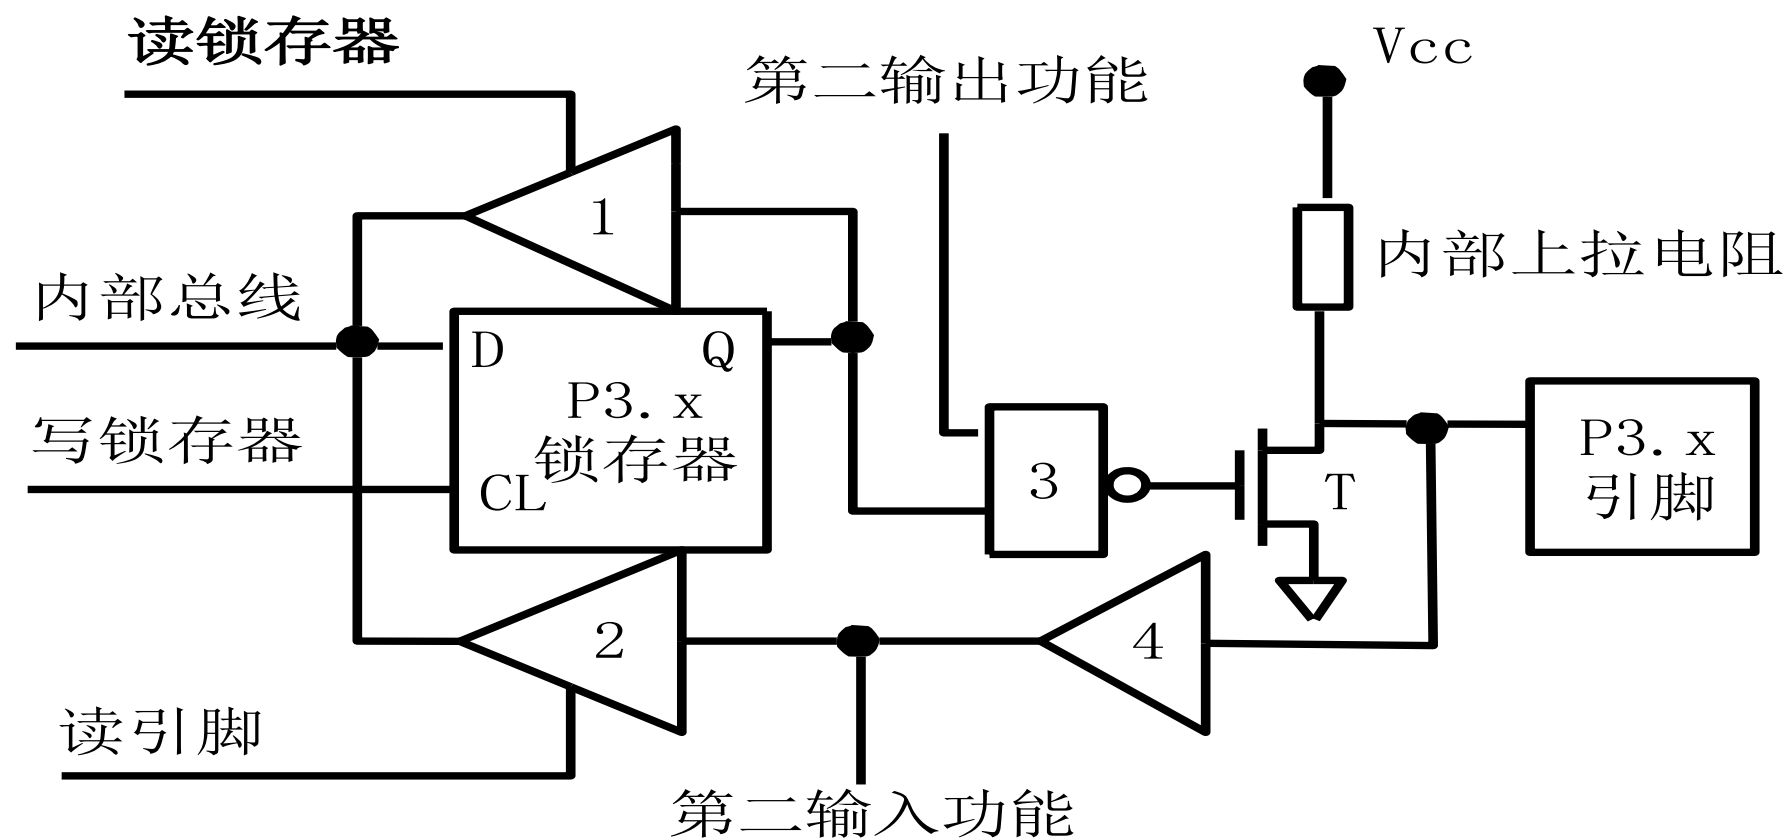 读锁存器
第二输出功能
Vcc
1
内部上拉电阻
内部总线
D
Q
P3.x
锁存器
写锁存器
CL
3
T
P3.x
引脚
2
4
读引脚
第二输入功能